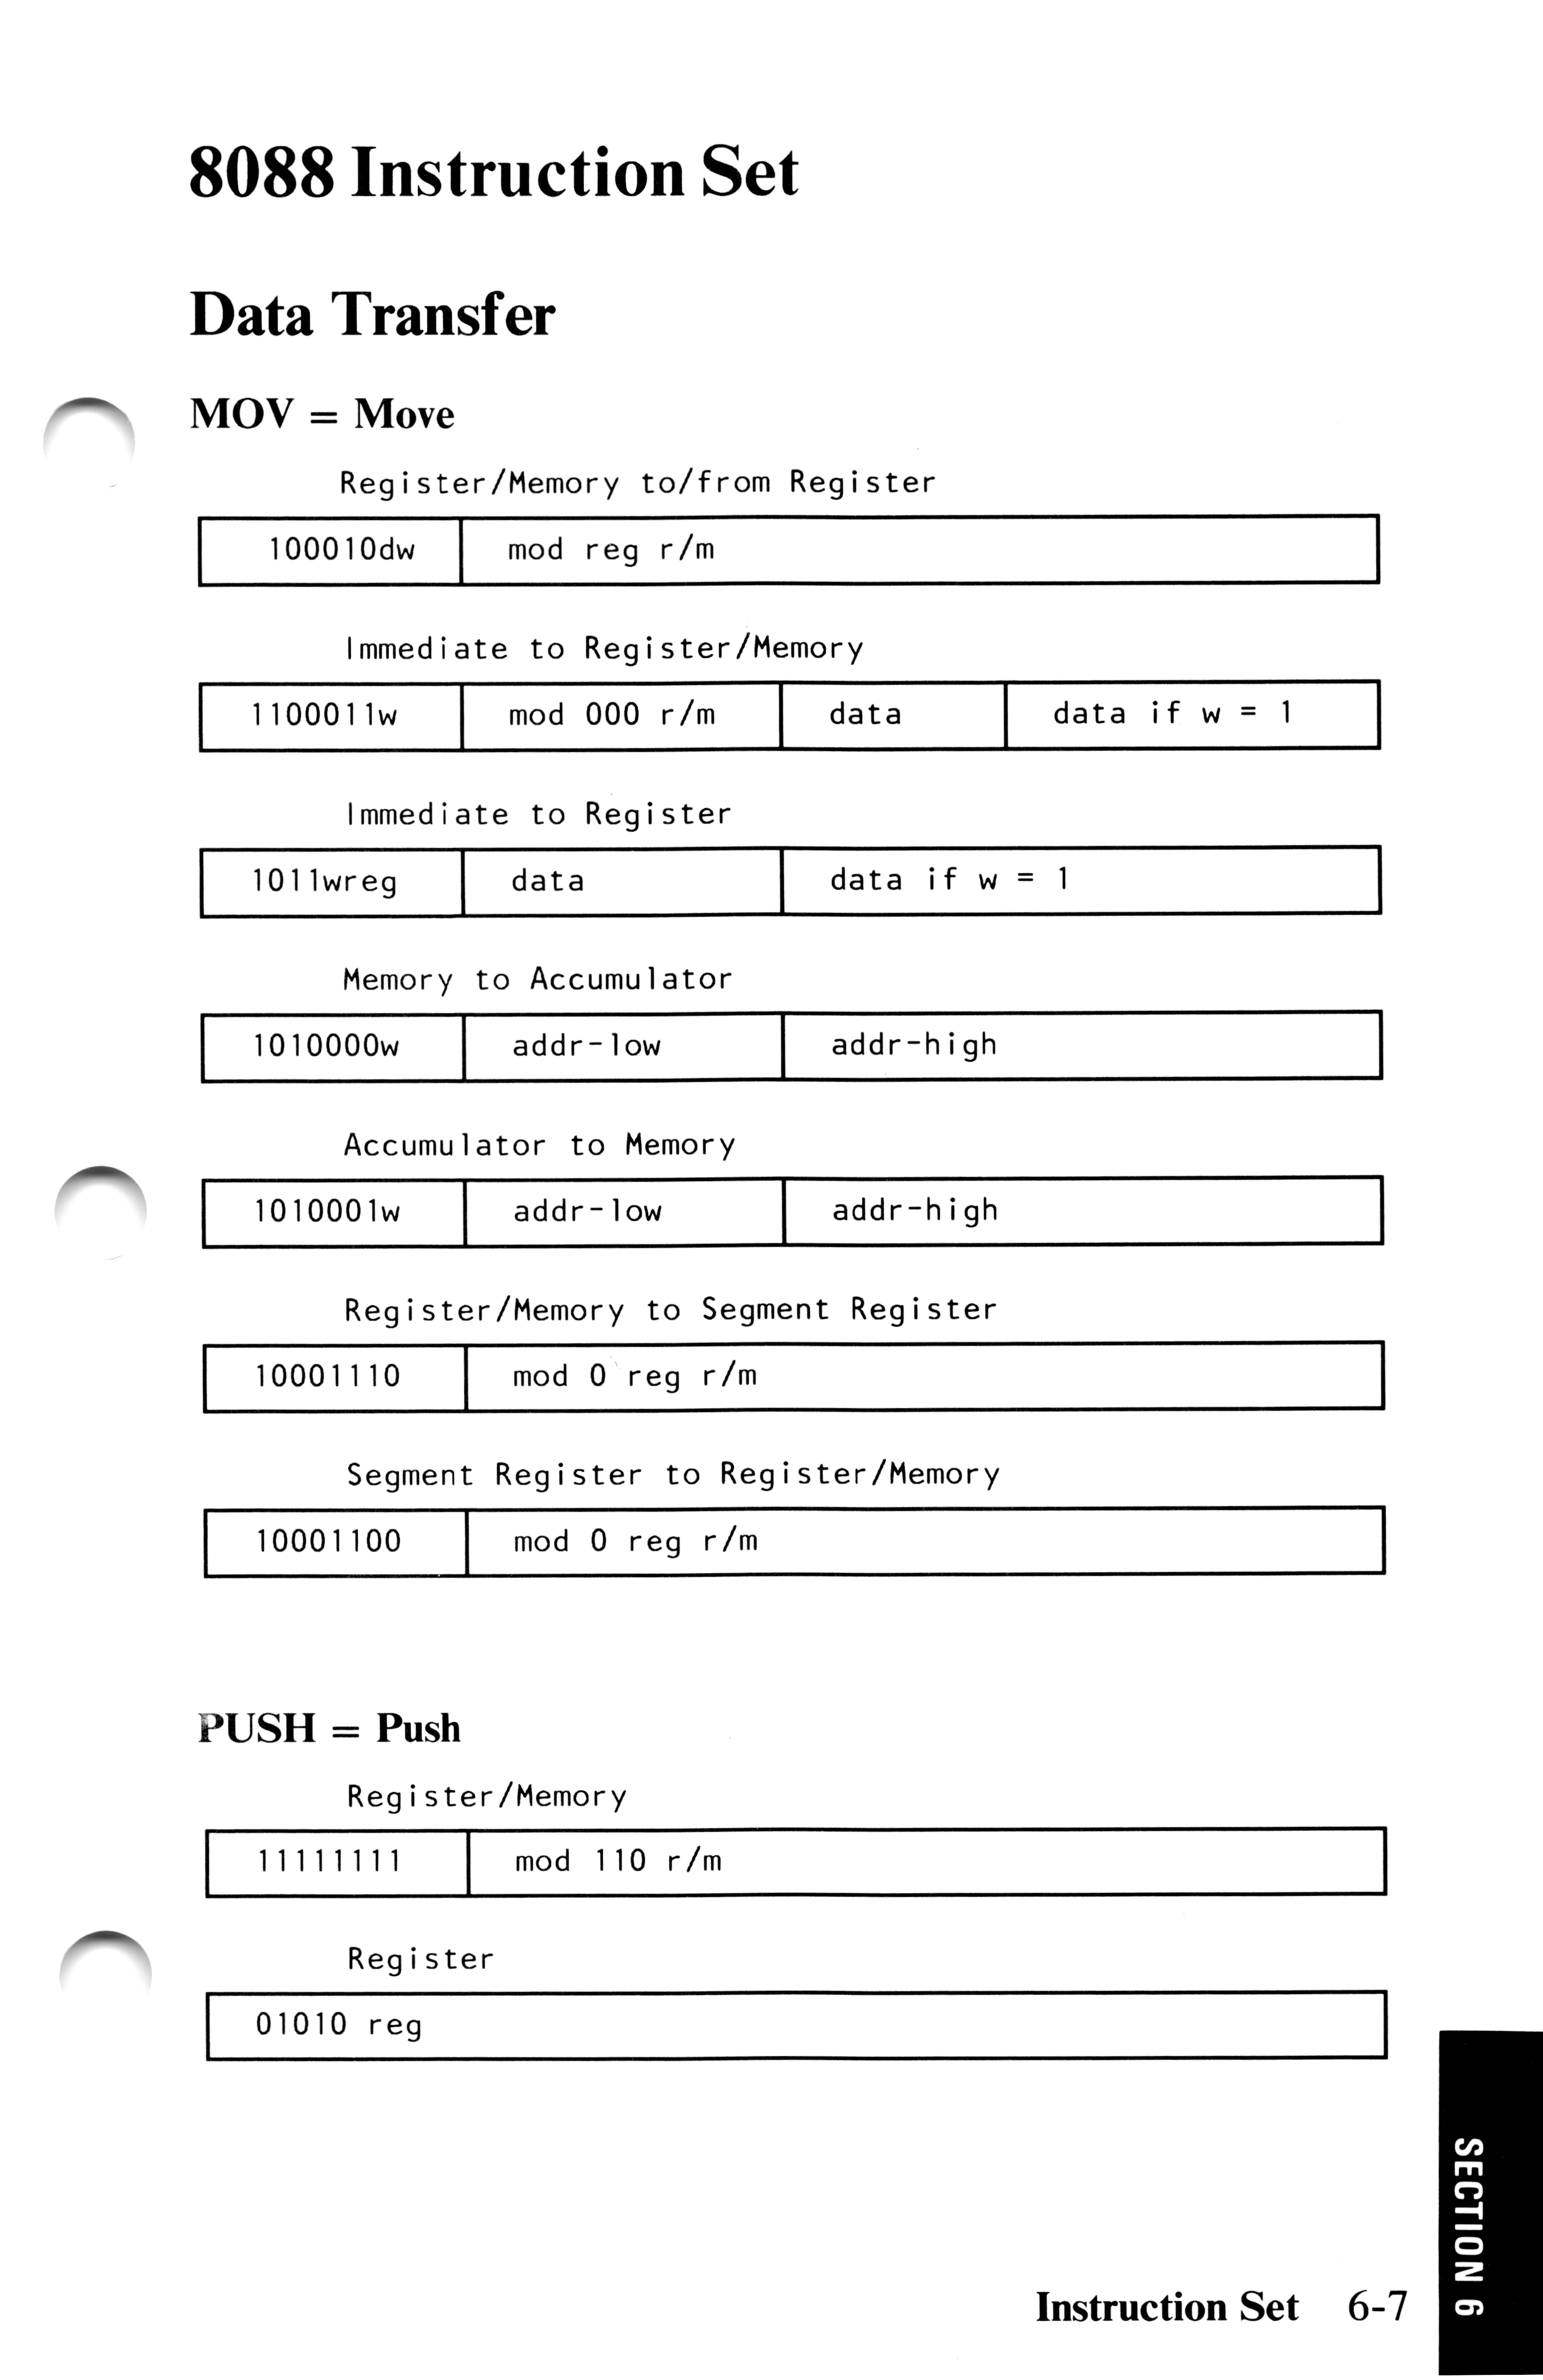 8088 Instruction Set
Data Transfer
MOV = Move
Register/Memory to/from Register
100010dw mod reg r/m
Immediate to Register/Memory
1100011w mod 000 r/m data data if w = 1
Immediate to Register
1011wreg data data if w = 1
Memory to Accumulator
1010000w addr-low addr-high
Accumulator to Memory
1010001w addr-low addr-high
Register/Memory to Segment Register
10001110 mod 0 reg r/m
Segment Register to Register/Memory
10001100 mod 0 reg r/m
PUSH = Push
Register/Memory
11111111 mod 110 r/m
Register
01010 reg
SECTION 6
Instruction Set 6-7